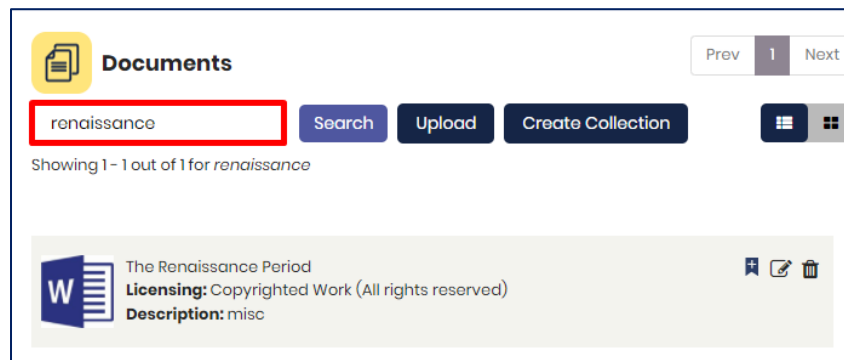 Documents
Prev 1 Next
renaissance Search Upload Create Collection
Showing 1 - 1 out of 1 for renaissance
W The Renaissance Period
Licensing: Copyrighted Work (All rights reserved)
Description: misc